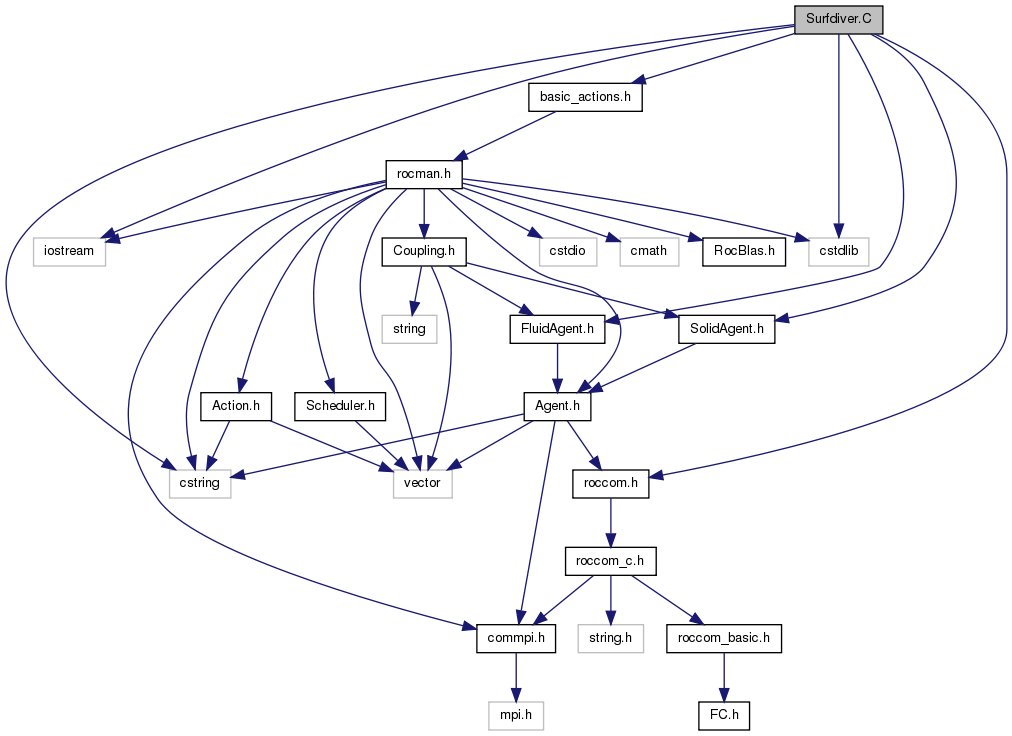 Surfdiver.C
basic_actions.h
rocman.h
iostream
Coupling.h
cstdio
cmath
RocBlas.h
cstdlib
string
FluidAgent.h
SolidAgent.h
Action.h
Scheduler.h
Agent.h
cstring
vector
roccom.h
roccom_c.h
commpi.h
string.h
roccom_basic.h
mpi.h
FC.h